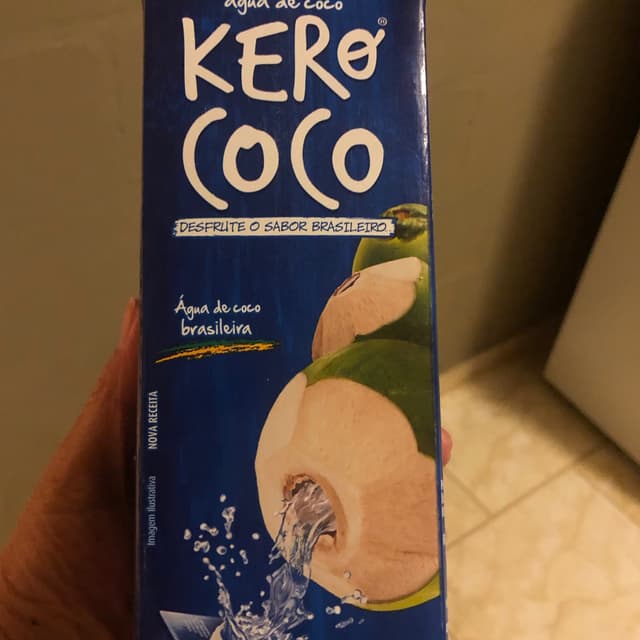 água de coco
KERO
COCO
®
DESFRUTE O SABOR BRASILEIRO.
Água de coco
brasileira
NOVA RECEITA
Imagem Ilustrativa